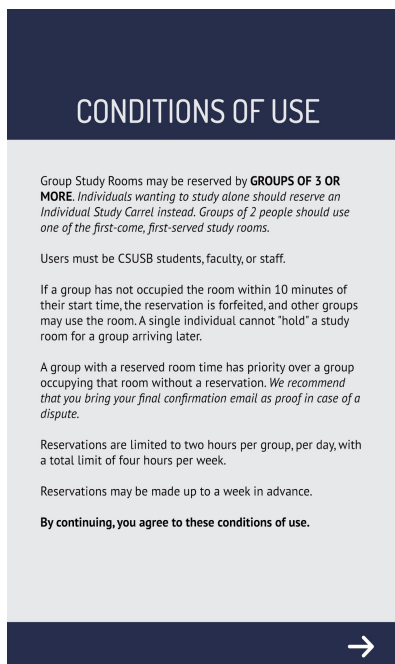 CONDITIONS OF USE
Group Study Rooms may be reserved by GROUPS OF 3 OR
MORE. Individuals wanting to study alone should reserve an
Individual Study Carrel instead. Groups of 2 people should use
one of the first-come, first-served study rooms.
Users must be CSUSB students, faculty, or staff.
If a group has not occupied the room within 10 minutes of
their start time, the reservation is forfeited, and other groups
may use the room. A single individual cannot "hold" a study
room for a group arriving later.
A group with a reserved room time has priority over a group
occupying that room without a reservation. We recommend
that you bring your final confirmation email as proof in case of a
dispute.
Reservations are limited to two hours per group, per day, with
a total limit of four hours per week.
Reservations may be made up to a week in advance.
By continuing, you agree to these conditions of use.